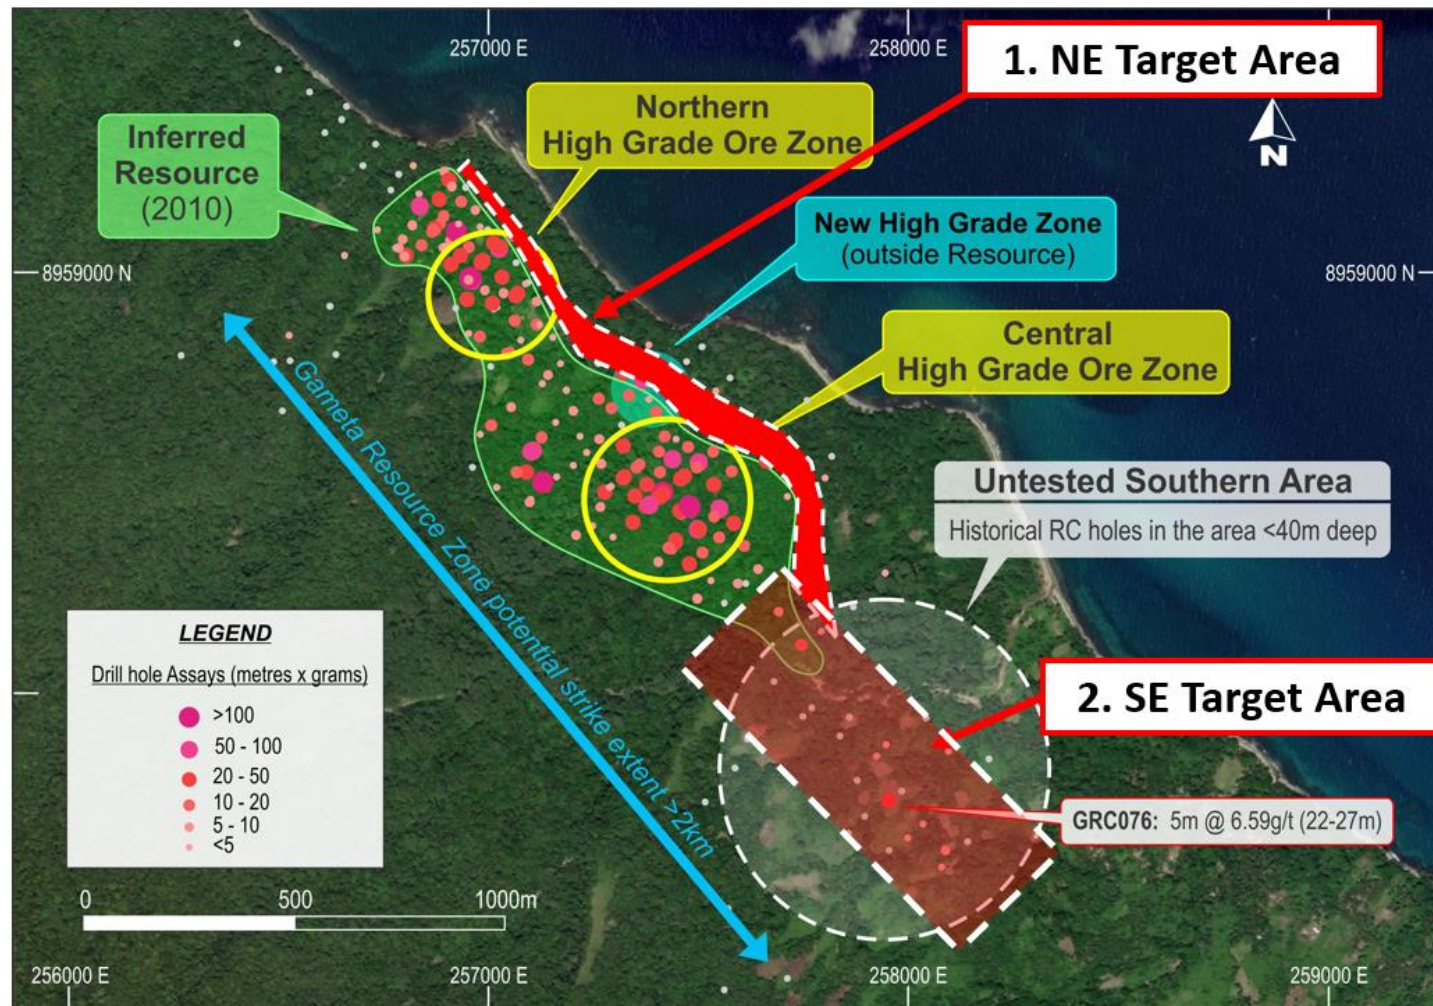 257000 E
258000 E
1. NE Target Area
N
Northern
High Grade Ore Zone
Inferred
Resource
(2010)
New High Grade Zone
(outside Resource)
8959000 N
8959000 N
Central
High Grade Ore Zone
Gameta Resource Zone potential strike extent >2km
Untested Southern Area
Historical RC holes in the area <40m deep
LEGEND
Drill hole Assays (metres x grams)
>100
50 - 100
20 - 50
10 - 20
5 - 10
<5
2. SE Target Area
GRC076: 5m @ 6.59g/t (22-27m)
0 500 1000m
256000 E
257000 E
258000 E
259000 E